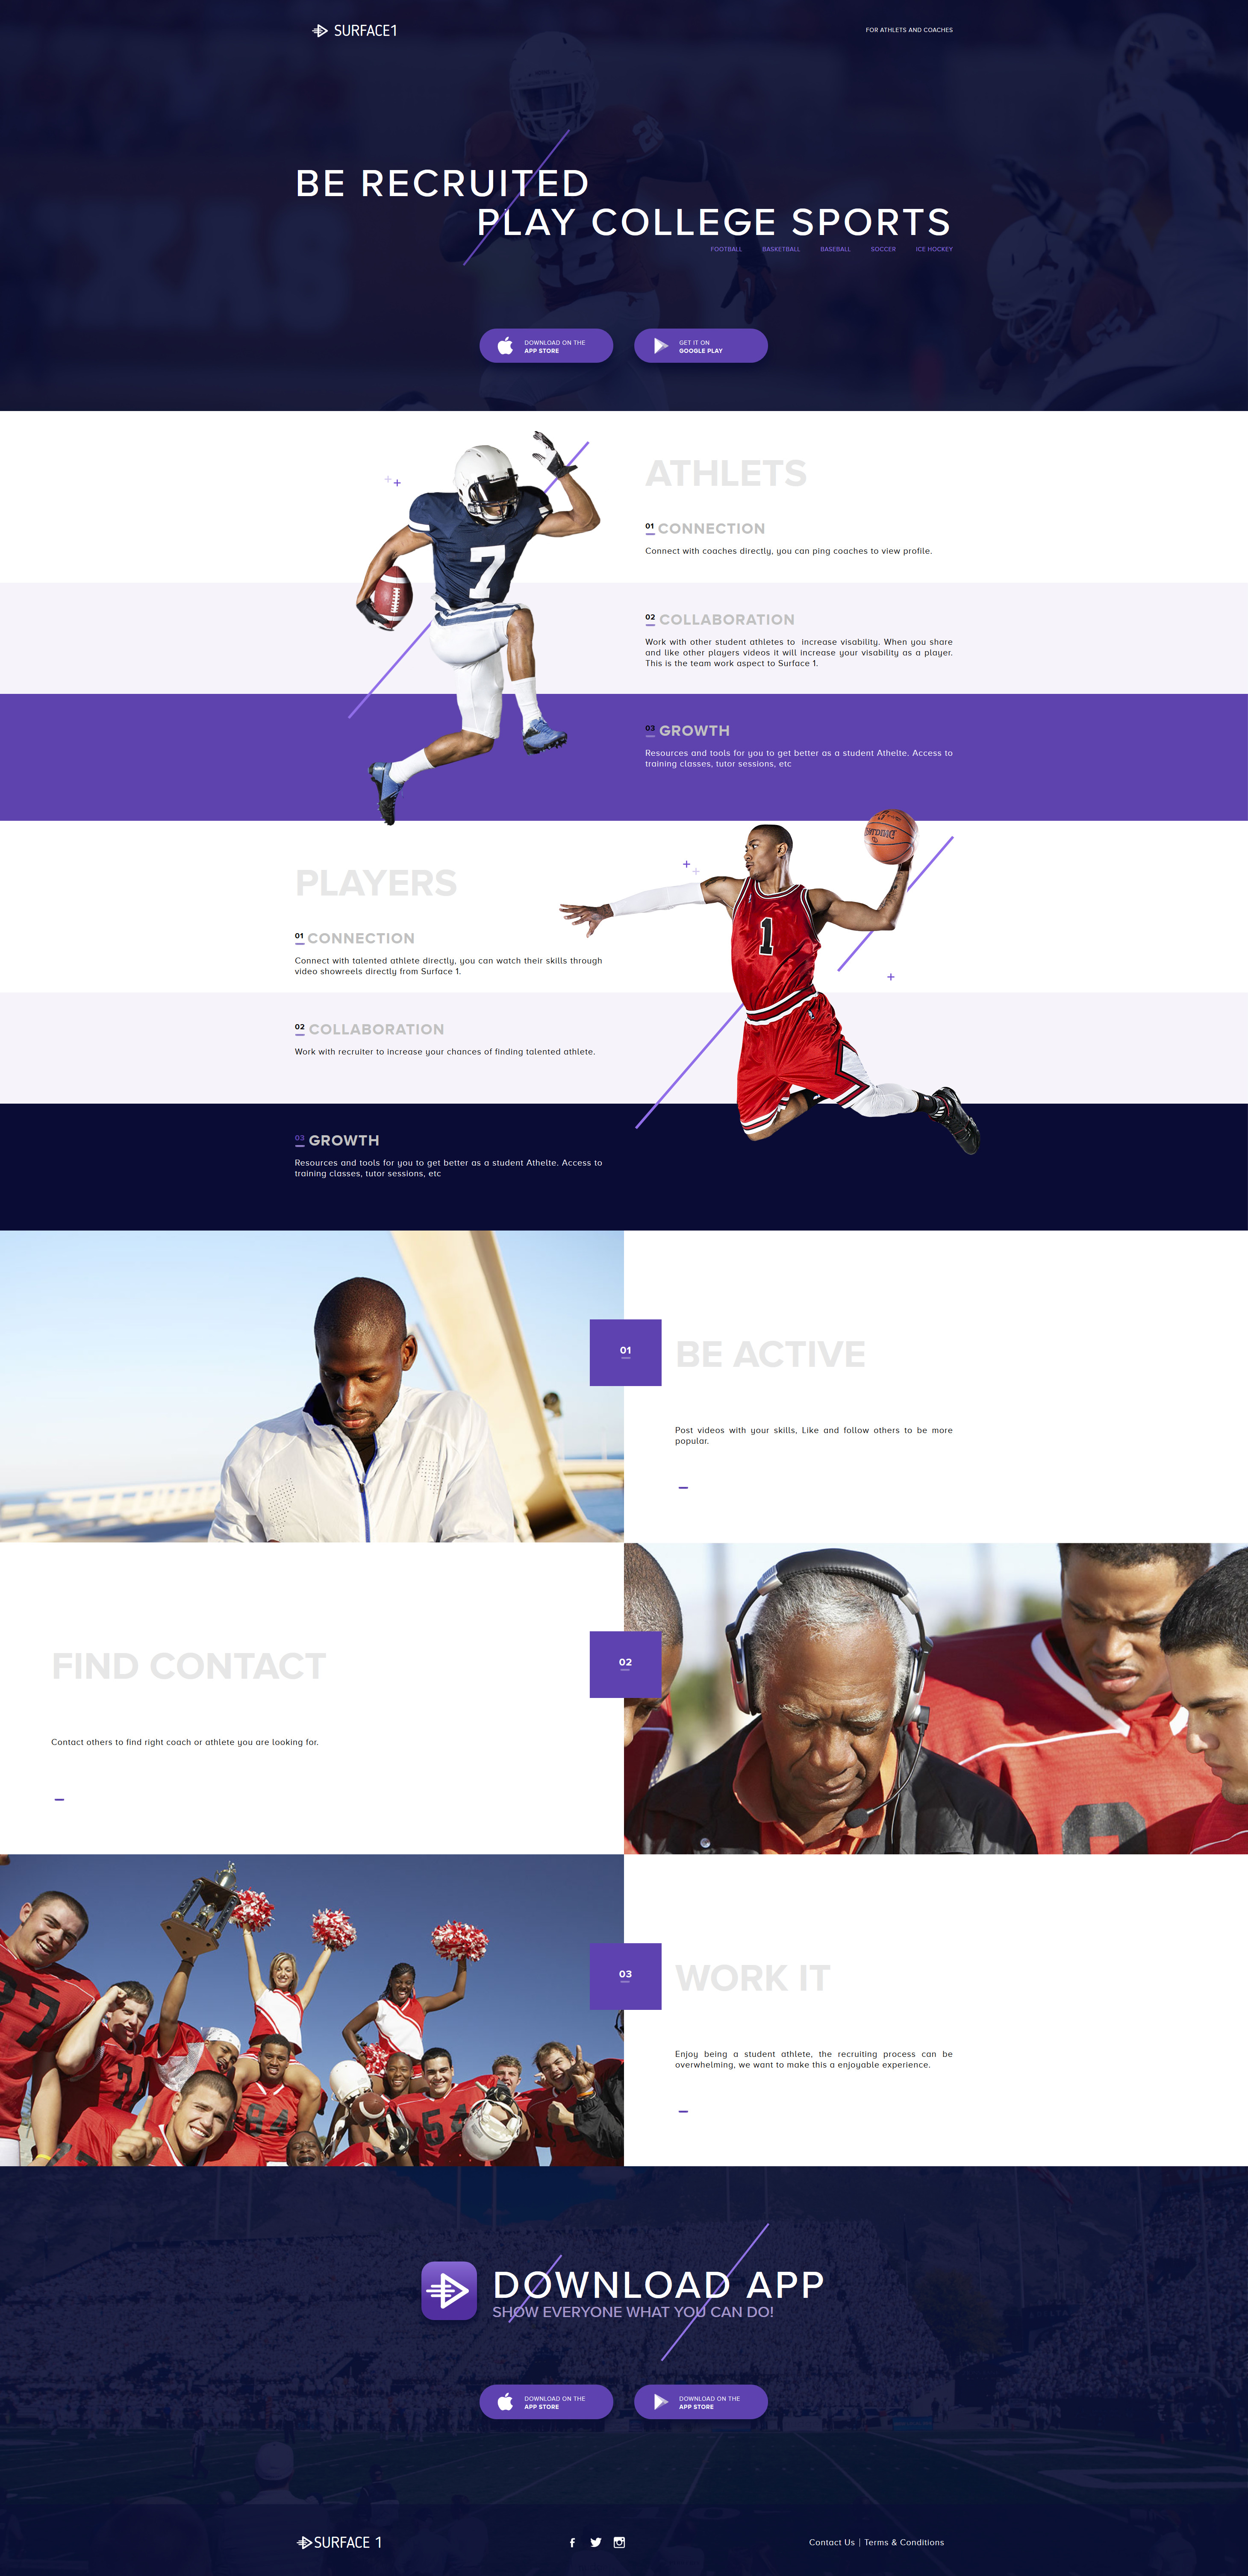 SURFACE1
FOR ATHLETS AND COACHES
BE RECRUITED
PLAY COLLEGE SPORTS
FOOTBALL BASKETBALL BASEBALL SOCCER ICE HOCKEY
DOWNLOAD ON THE
APP STORE
GET IT ON
GOOGLE PLAY
7
ATHLETS
01 CONNECTION
Connect with coaches directly, you can ping coaches to view profile.
02 COLLABORATION
Work with other student athletes to increase visability. When you share
and like other players videos it will increase your visability as a player.
This is the team work aspect to Surface 1.
03 GROWTH
Resources and tools for you to get better as a student Athelte. Access to
training classes, tutor sessions, etc
PLAYERS
01 CONNECTION
Connect with talented athlete directly, you can watch their skills through
video showreels directly from Surface 1.
02 COLLABORATION
Work with recruiter to increase your chances of finding talented athlete.
03 GROWTH
Resources and tools for you to get better as a student Athelte. Access to
training classes, tutor sessions, etc
SPALDING
1
01
BE ACTIVE
Post videos with your skills, Like and follow others to be more
popular.
FIND CONTACT
02
Contact others to find right coach or athlete you are looking for.
03
WORK IT
Enjoy being a student athlete, the recruiting process can be
overwhelming, we want to make this a enjoyable experience.
7
84
54
DOWNLOAD APP
SHOW EVERYONE WHAT YOU CAN DO!
DOWNLOAD ON THE
APP STORE
DOWNLOAD ON THE
APP STORE
SURFACE 1
Contact Us | Terms & Conditions